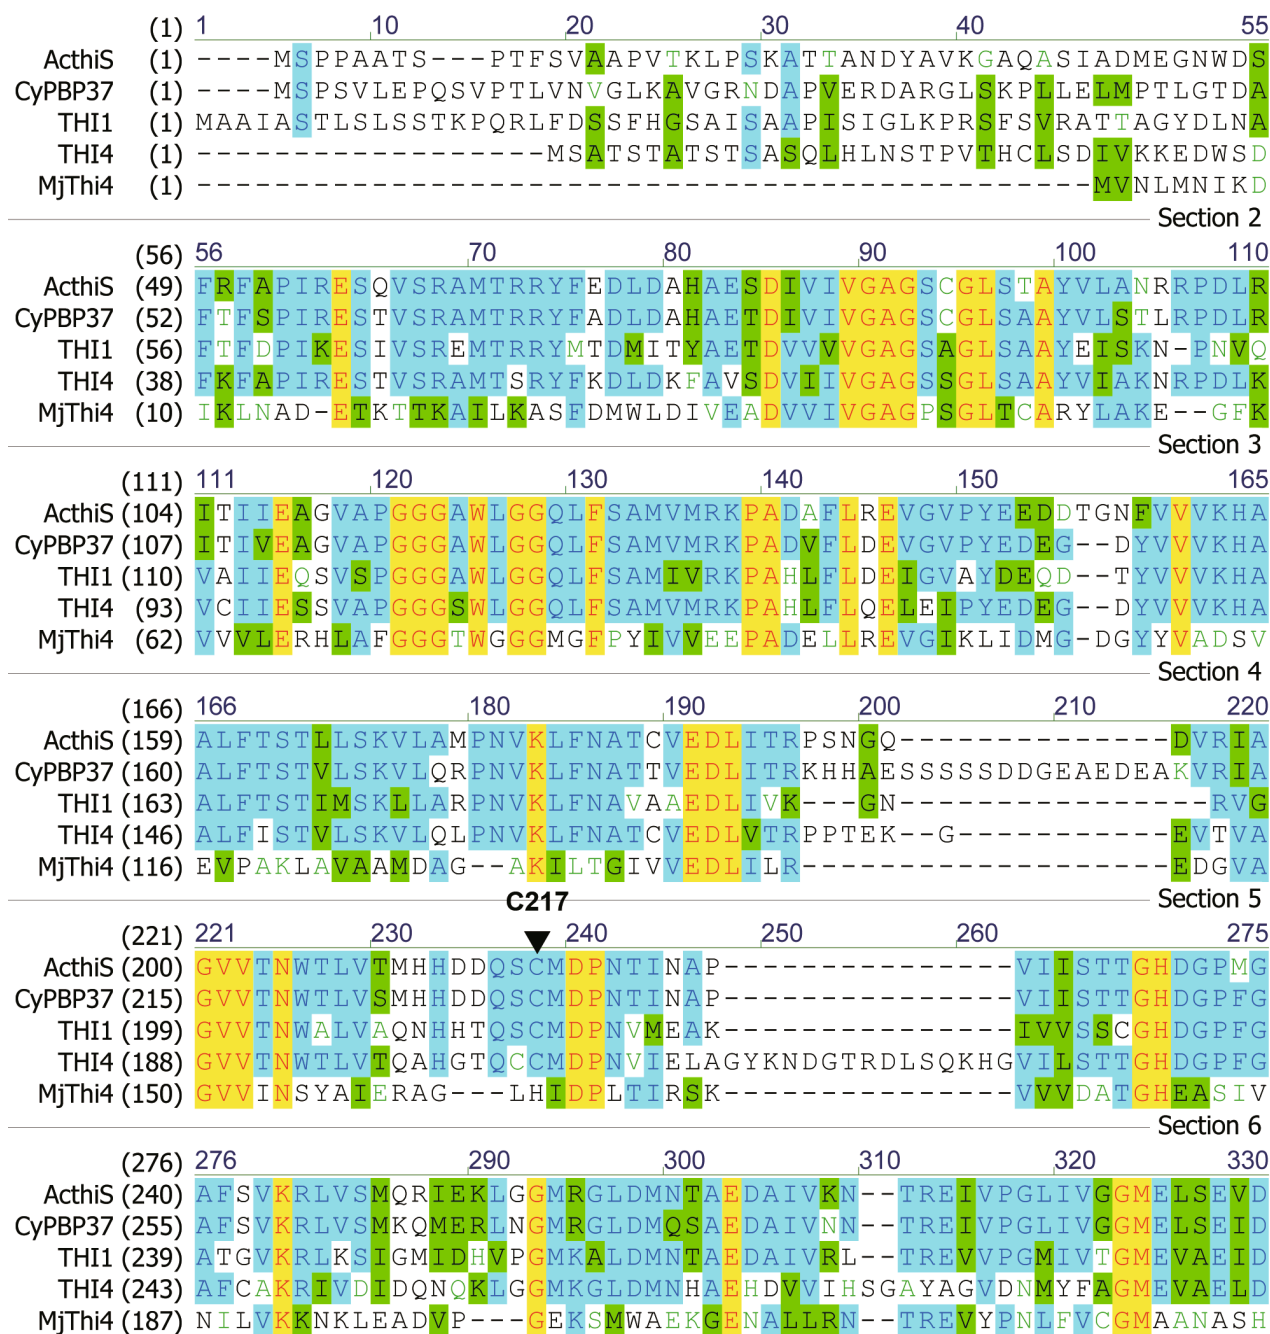 (1) 1 10 20 30 40 55
ActhiS (1) ----MSPPAATS---PTFSVAAPVTKLPSKATTANDYAVKGAQASIADMEGNWDS
CyPBP37 (1) ----MSPSVLEPQSVPTLVNVGLKAVGRNDAPVERDARGLSKPLLELMPTLGTDA
THI1 (1) MAAIASTLSLSSTKPQRLFDSSFHGSAISAAPISIGLKPRSFSVRATTAGYDLNA
THI4 (1) ------------------MSATSTATSTSASQLHLNSTPVTHCLSDIVKKEDWSD
MjThi4 (1) ----------------------------------------------MVNLMNIKD
Section 2
(56) 56 70 80 90 100 110
ActhiS (49) FRFAPIRESQVSRAMTRRYFEDLDAHAESDIVIVGAGSCGLSTAYVLANRRPDLR
CyPBP37 (52) FTFSPIRESTVSRAMTRRYFADLDAHAETDIVIVGAGSCGLSAAYVLSTLRPDLR
THI1 (56) FTFDPIKESIVSREMTRRYMTDMITYAETDVVVVGAGSAGLSAAYEISKN-PNVQ
THI4 (38) FKFAPIRESTVSRAMTSRYFKDLDKFAVSDVIIVGAGSSGLSAAYVIAKNRPDLK
MjThi4 (10) IKLNAD-ETKTTKAILKASFDMWLDIVEADVVIVGAGPSGLTCARYLAKE--GFK
Section 3
(111) 111 120 130 140 150 165
ActhiS (104) ITIIEAGVAPGGGAWLGGQLFSAMVMRKPADAFLREVGVPYEEDDTGNFVVVKHA
CyPBP37 (107) ITIVEAGVAPGGGAWLGGQLFSAMVMRKPADVFLDEVGVPYEDEG--DYVVVKHA
THI1 (110) VAIIEQSVSPGGGAWLGGQLFSAMIVRKPAHLFLDEIGVAYDEQD--TYVVVKHA
THI4 (93) VCIIESSVAPGGGSWLGGQLFSAMVMRKPAHLFLQELEIPYEDEG--DYVVVKHA
MjThi4 (62) VVVLERHLAFGGGTWGGGMGFPYIVVEEPADELLREVGIKLIDMG-DGYYVADSV
Section 4
(166) 166 180 190 200 210 220
ActhiS (159) ALFTSTLLSKVLAMPNVKLFNATCVEDLITRPSNGQ--------------DVRIA
CyPBP37 (160) ALFTSTVLSKVLQRPNVKLFNATTVEDLITRKHHAESSSSSDDGEAEDEAKVRIA
THI1 (163) ALFTSTIMSKLLARPNVKLFNAVAAEDLIVK---GN----------------RVG
THI4 (146) ALFISTVLSKVLQLPNVKLFNATCVEDLVTRPPTEK--G-----------EVTVA
MjThi4 (116) EVPAKLAVAAMDAG--AKILTGIVVEDLILR-------------------EDGVA
Section 5
C217
(221) 221 230 240 250 260 275
ActhiS (200) GVVTNWTLVTMHHDDQSCMDPNTINAP---------------VIISTTGHDGPMG
CyPBP37 (215) GVVTNWTLVSMHHDDQSCMDPNTINAP---------------VIISTTGHDGPFG
THI1 (199) GVVTNWALVAQNHHTQSCMDPNVMEAK---------------IVVSSCGHDGPFG
THI4 (188) GVVTNWTLVTQAHGTQCCMDPNVIELAGYKNDGTRDLSQKHGVILSTTGHDGPFG
MjThi4 (150) GVVINSYAIERAG---LHIDPLTIRSK---------------VVVDATGHEASIV
Section 6
(276) 276 290 300 310 320 330
ActhiS (240) AFSVKRLVSMQRIEKLGGMRGLDMNTAEDAIVKN--TREIVPGLIVGGMELSEVD
CyPBP37 (255) AFSVKRLVSMKQMERLNGMRGLDMQSAEDAIVNN--TREIVPGLIVGGMELSEID
THI1 (239) ATGVKRLKSIGMIDHVPGMKALDMNTAEDAIVRL--TREVVPGMIVTGMEVAEID
THI4 (243) AFCAKRIVDIDQNQKLGGMKGLDMNHAEHDVVIHSGAYAGVDNMYFAGMEVAELD
MjThi4 (187) NILVKKNKLEADVP---GEKSMWAEKGENALLRN--TREVYPNLFVCGMAANASH